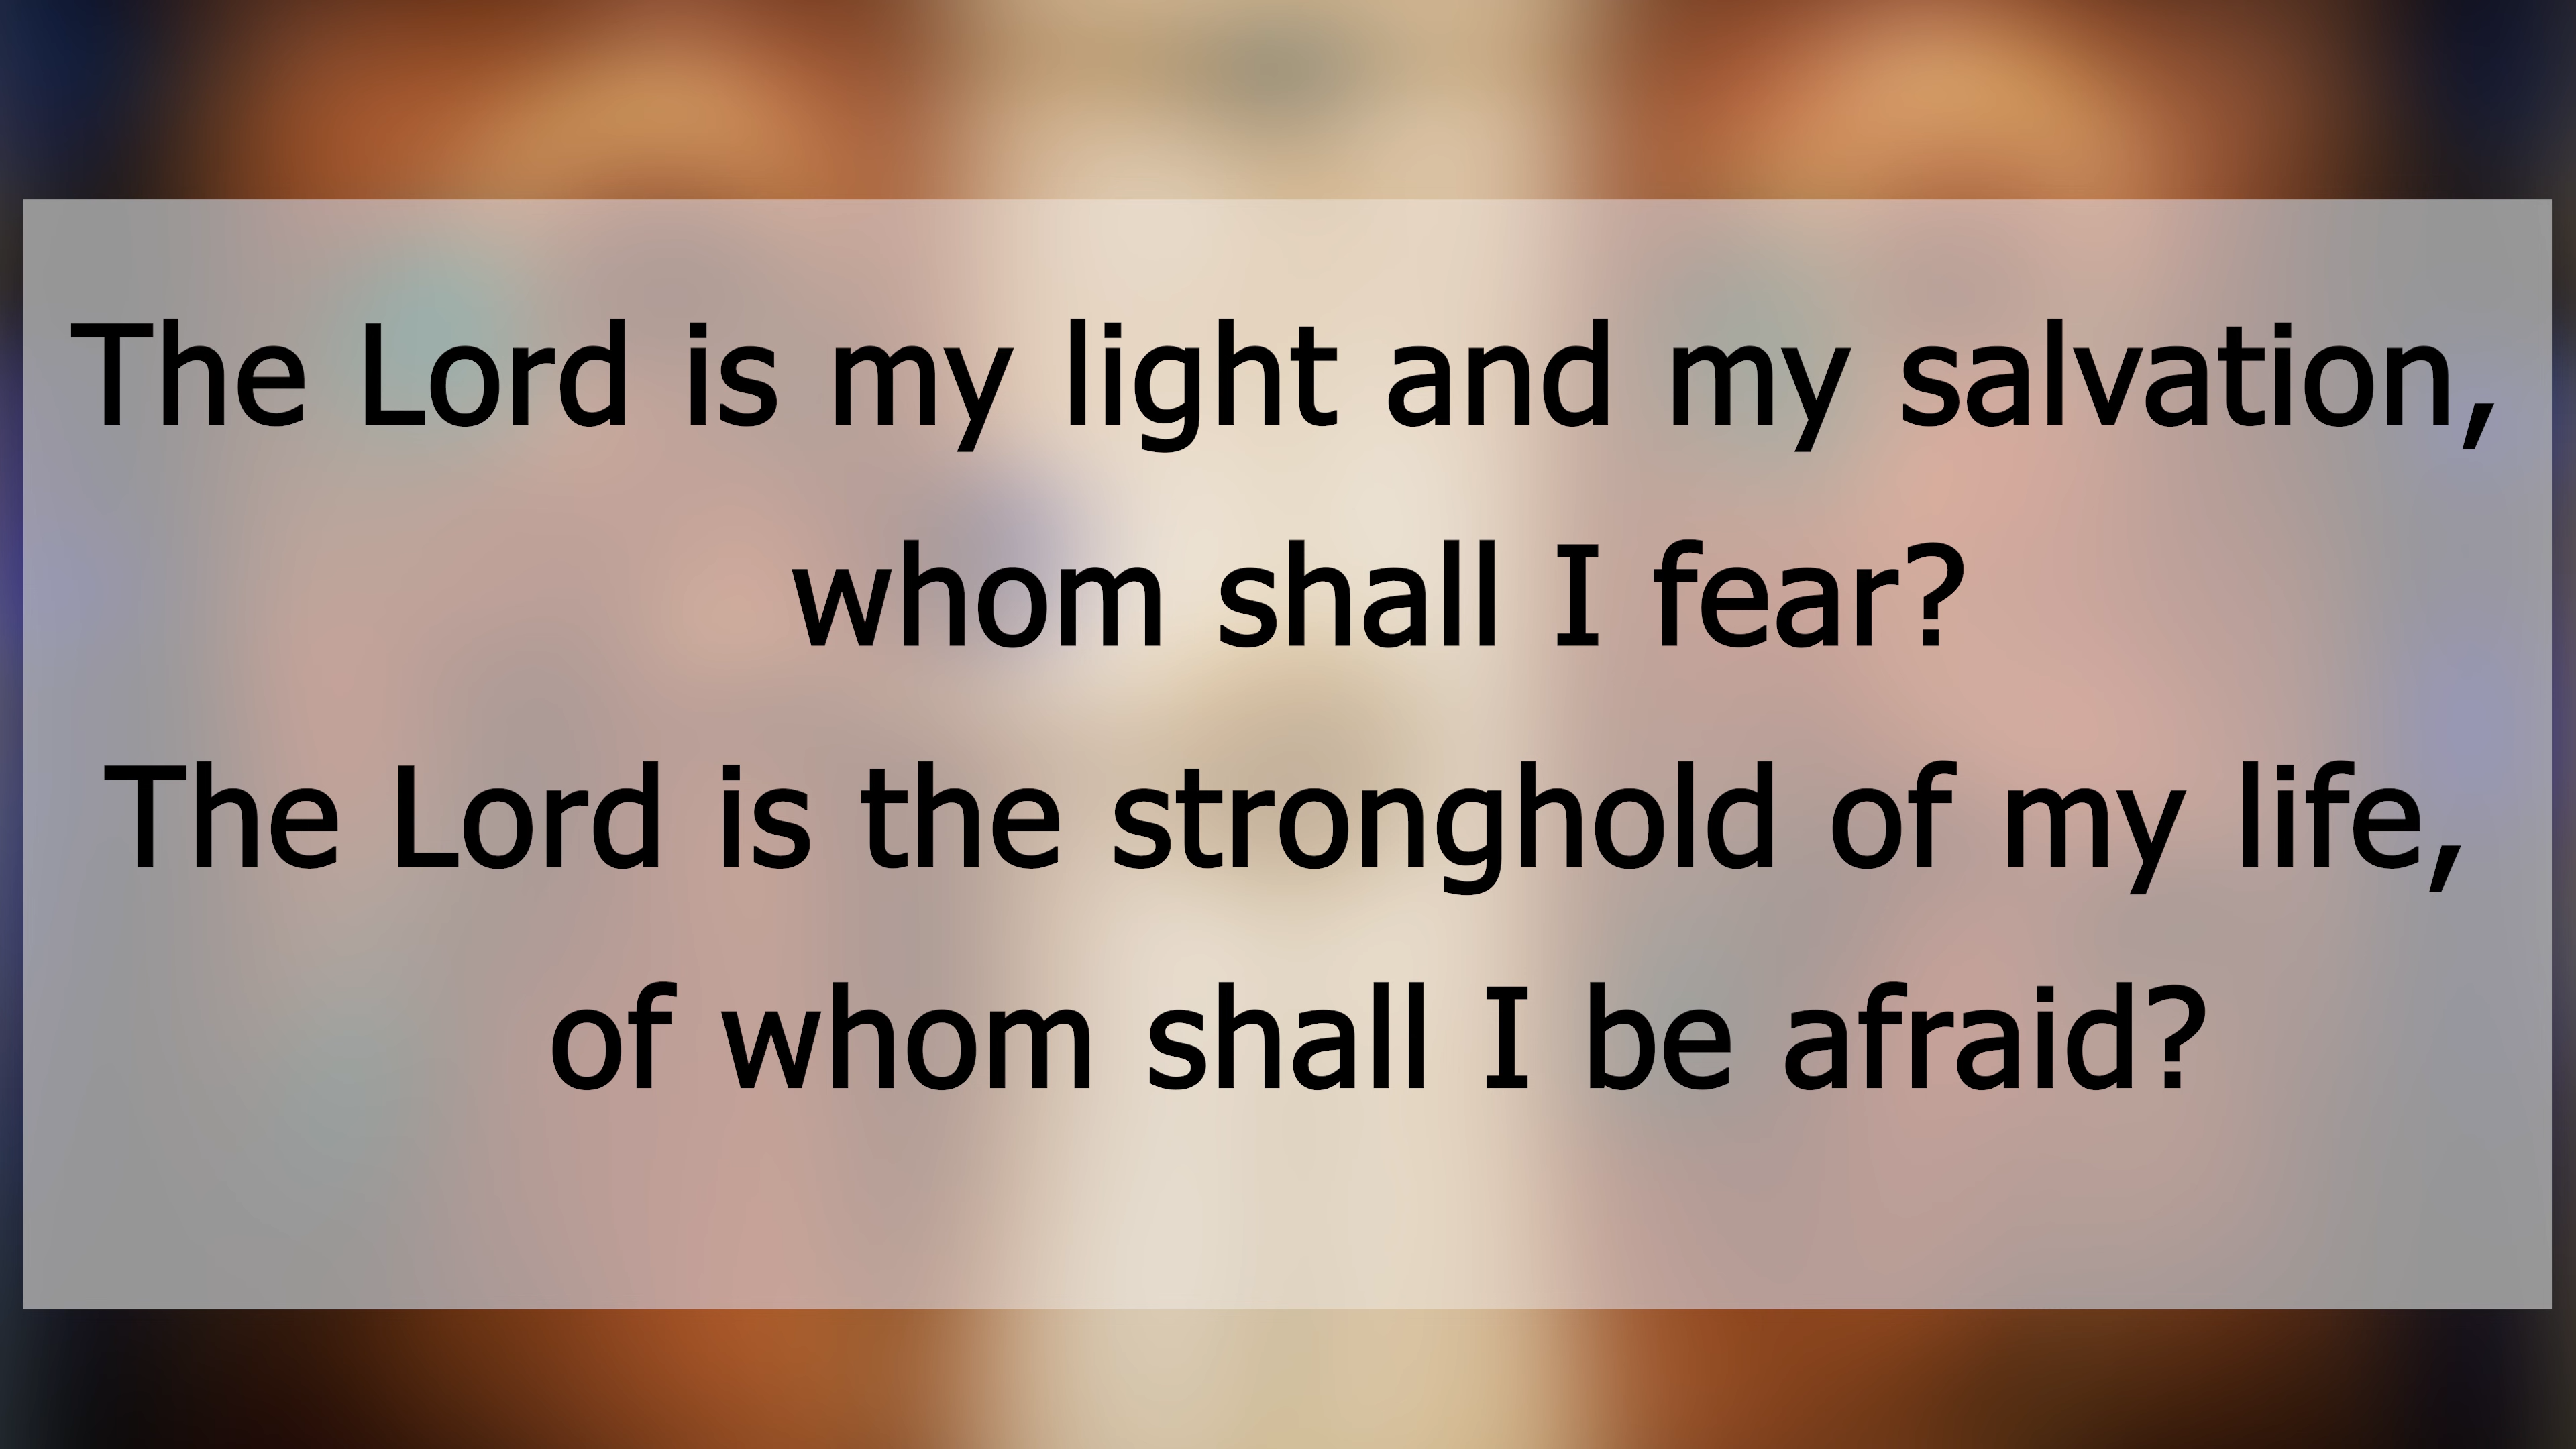 The Lord is my light and my salvation,
whom shall I fear?
The Lord is the stronghold of my life,
of whom shall I be afraid?